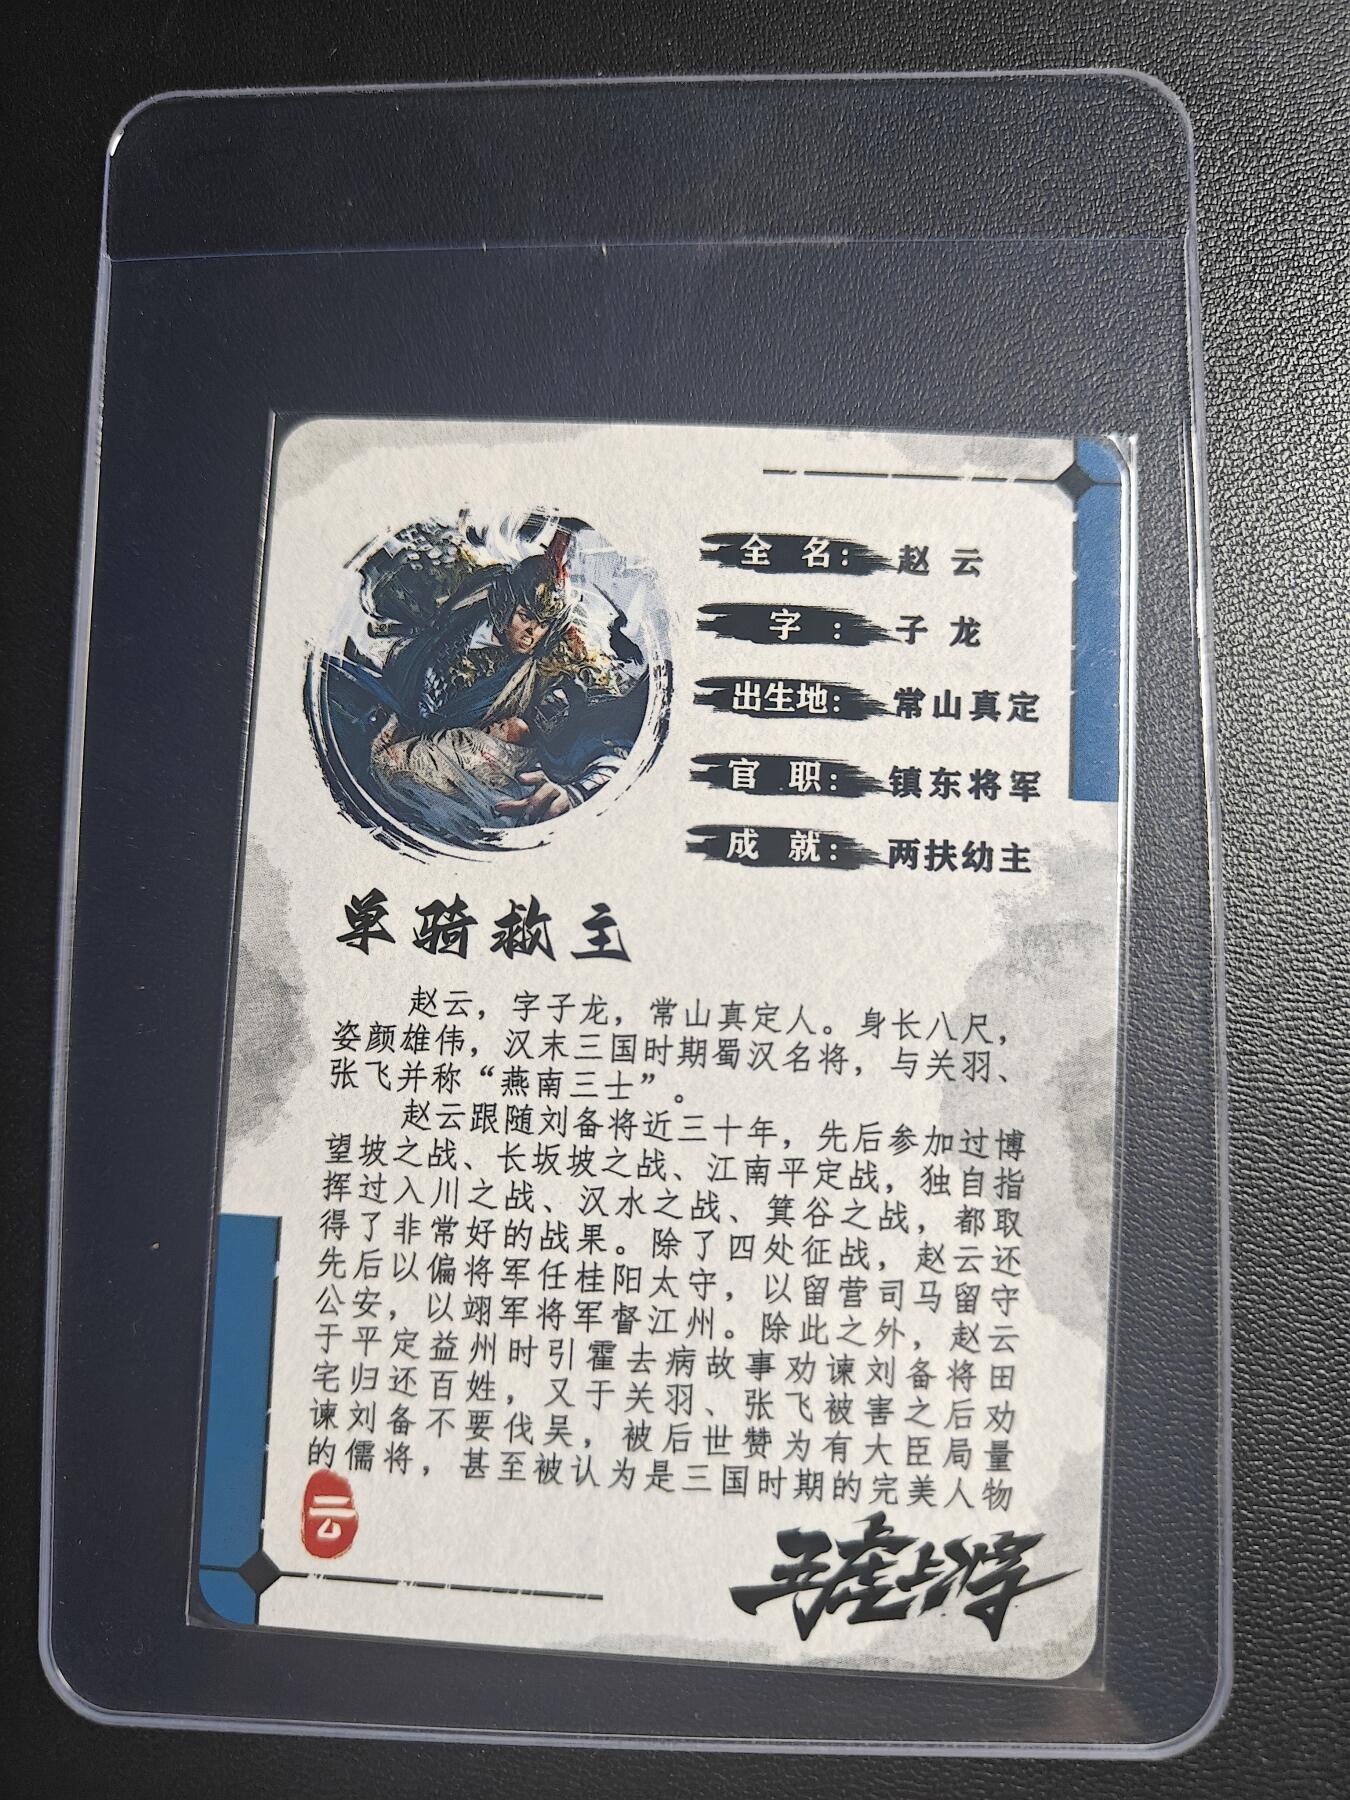 全 名： 赵 云
字 ： 子 龙
出生地： 常山真定
官 职： 镇东将军
成 就： 两扶幼主
单骑救主
赵云，字子龙，常山真定人。身长八尺，
姿颜雄伟，汉末三国时期蜀汉名将，与关羽、
张飞并称“燕南三士”。
赵云跟随刘备将近三十年，先后参加过博
望坡之战、长坂坡之战、江南平定战，独自指
挥过入川之战、汉水之战、箕谷之战，都取
得了非常好的战果。除了四处征战，赵云还
先后以偏将军任桂阳太守，以留营司马留守
公安，以翊军将军督江州。除此之外，赵云
于平定益州时引霍去病故事劝谏刘备将田
宅归还百姓，又于关羽、张飞被害之后劝
谏刘备不要伐吴，被后世赞为有大臣局量
的儒将，甚至被认为是三国时期的完美人物
云
五虎上将